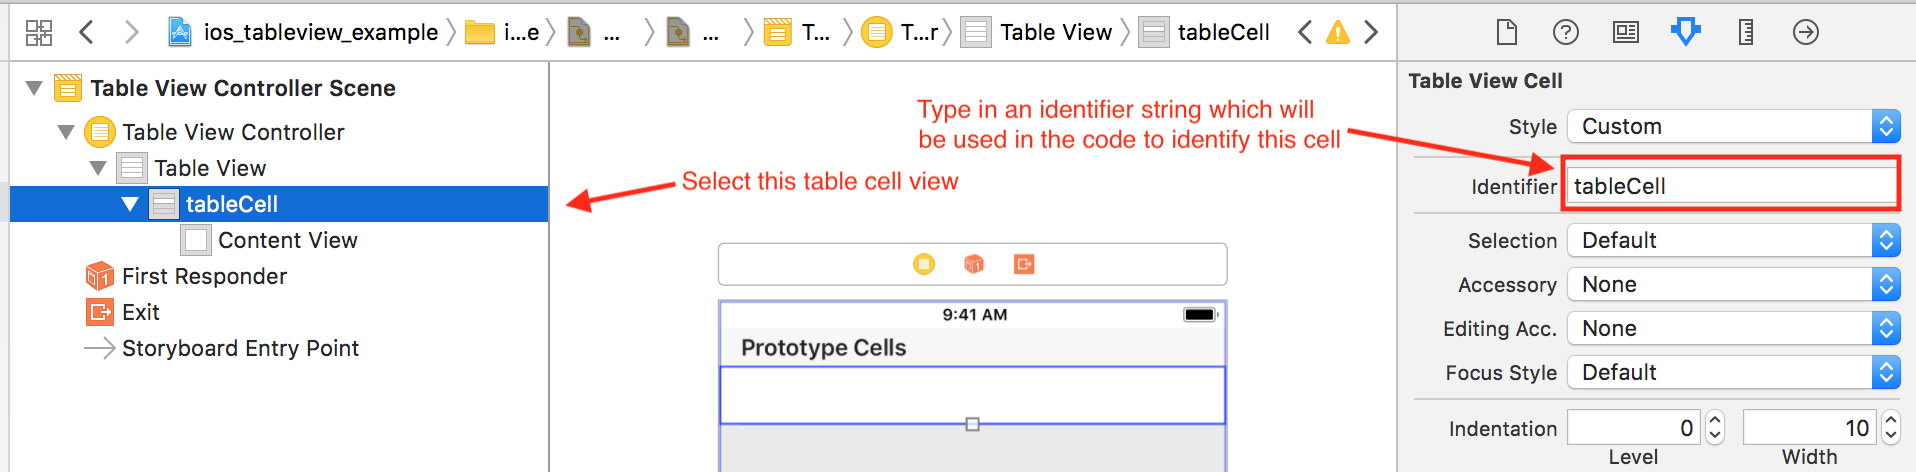 ios_tableview_example
i...e
...
...
T...
T...r
Table View
tableCell
Table View Controller Scene
Table View Controller
Table View
tableCell
Content View
First Responder
Exit
Storyboard Entry Point
Type in an identifier string which will
be used in the code to identify this cell
Select this table cell view
9:41 AM
Prototype Cells
Table View Cell
Style Custom
Identifier tableCell
Selection Default
Accessory None
Editing Acc. None
Focus Style Default
Indentation 0 10
Level Width